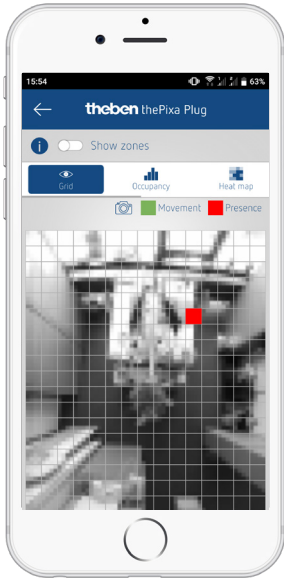 15:54
63%
theben thePixa Plug
i Show zones
Grid Occupancy Heat map
Movement Presence